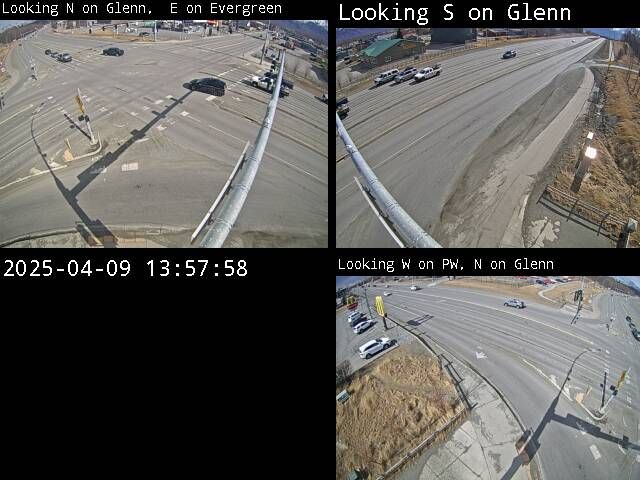 Looking N on Glenn,  E on Evergreen
Looking S on Glenn
2025-04-09 13:57:58
Looking W on PW, N on Glenn